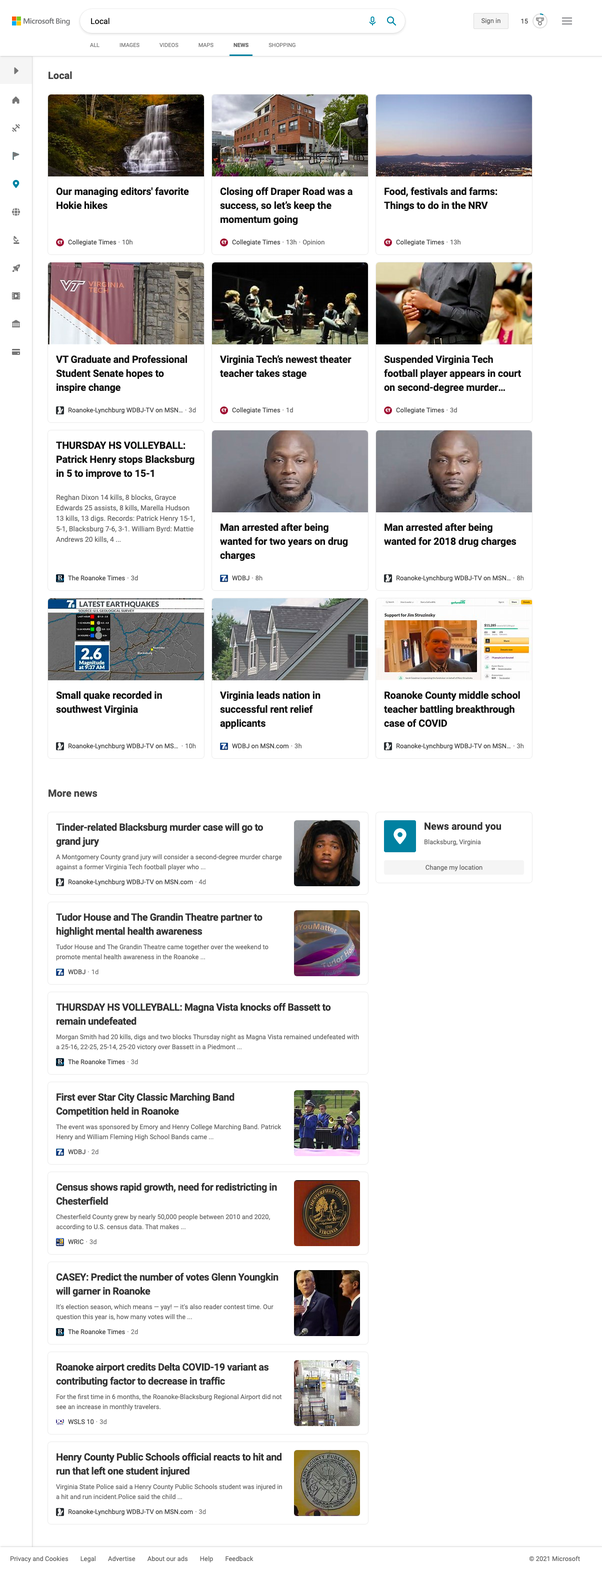 Microsoft Bing
Local
Sign in
15
ALL IMAGES VIDEOS MAPS NEWS SHOPPING
Local
Our managing editors' favorite
Hokie hikes
Collegiate Times · 10h
Closing off Draper Road was a
success, so let's keep the
momentum going
Collegiate Times · 13h · Opinion
Food, festivals and farms:
Things to do in the NRV
Collegiate Times · 13h
VT VIRGINIA
TECH
VT Graduate and Professional
Student Senate hopes to
inspire change
Roanoke-Lynchburg WDBJ-TV on MSN... · 3d
Virginia Tech's newest theater
teacher takes stage
Collegiate Times · 1d
Suspended Virginia Tech
football player appears in court
on second-degree murder...
Collegiate Times · 3d
THURSDAY HS VOLLEYBALL:
Patrick Henry stops Blacksburg
in 5 to improve to 15-1
Reghan Dixon 14 kills, 8 blocks, Grayce
Edwards 25 assists, 8 kills, Marella Hudson
13 kills, 13 digs. Records: Patrick Henry 15-1,
5-1, Blacksburg 7-6, 3-1. William Byrd: Mattie
Andrews 20 kills, 4 ...
The Roanoke Times · 3d
Man arrested after being
wanted for two years on drug
charges
WDBJ · 8h
Man arrested after being
wanted for 2018 drug charges
Roanoke-Lynchburg WDBJ-TV on MSN... · 8h
LATEST EARTHQUAKES
2.6
Magnitude
at 9:37 AM
Small quake recorded in
southwest Virginia
Roanoke-Lynchburg WDBJ-TV on MS... · 10h
Virginia leads nation in
successful rent relief
applicants
WDBJ on MSN.com · 3h
Support for Jim Struzinsky
Roanoke County middle school
teacher battling breakthrough
case of COVID
Roanoke-Lynchburg WDBJ-TV on MSN... · 3h
More news
Tinder-related Blacksburg murder case will go to
grand jury
A Montgomery County grand jury will consider a second-degree murder charge
against a former Virginia Tech football player who ...
Roanoke-Lynchburg WDBJ-TV on MSN.com · 4d
News around you
Blacksburg, Virginia
Change my location
Tudor House and The Grandin Theatre partner to
highlight mental health awareness
Tudor House and The Grandin Theatre came together over the weekend to
promote mental health awareness in the Roanoke ...
WDBJ · 1d
YouMatter
THURSDAY HS VOLLEYBALL: Magna Vista knocks off Bassett to
remain undefeated
Morgan Smith had 20 kills, digs and two blocks Thursday night as Magna Vista remained undefeated with
a 25-16, 22-25, 25-14, 25-20 victory over Bassett in a Piedmont ...
The Roanoke Times · 3d
First ever Star City Classic Marching Band
Competition held in Roanoke
The event was sponsored by Emory and Henry College Marching Band. Patrick
Henry and William Fleming High School Bands came ...
WDBJ · 2d
Census shows rapid growth, need for redistricting in
Chesterfield
Chesterfield County grew by nearly 50,000 people between 2010 and 2020,
according to U.S. census data. That makes ...
WRIC · 3d
CASEY: Predict the number of votes Glenn Youngkin
will garner in Roanoke
It's election season, which means — yay! — it's also reader contest time. Our
question this year is, how many votes will the ...
The Roanoke Times · 2d
Roanoke airport credits Delta COVID-19 variant as
contributing factor to decrease in traffic
For the first time in 6 months, the Roanoke-Blacksburg Regional Airport did not
see an increase in monthly travelers.
WSLS 10 · 3d
Henry County Public Schools official reacts to hit and
run that left one student injured
Virginia State Police said a Henry County Public Schools student was injured in
a hit and run incident.Police said the child ...
Roanoke-Lynchburg WDBJ-TV on MSN.com · 3d
Privacy and Cookies Legal Advertise About our ads Help Feedback © 2021 Microsoft